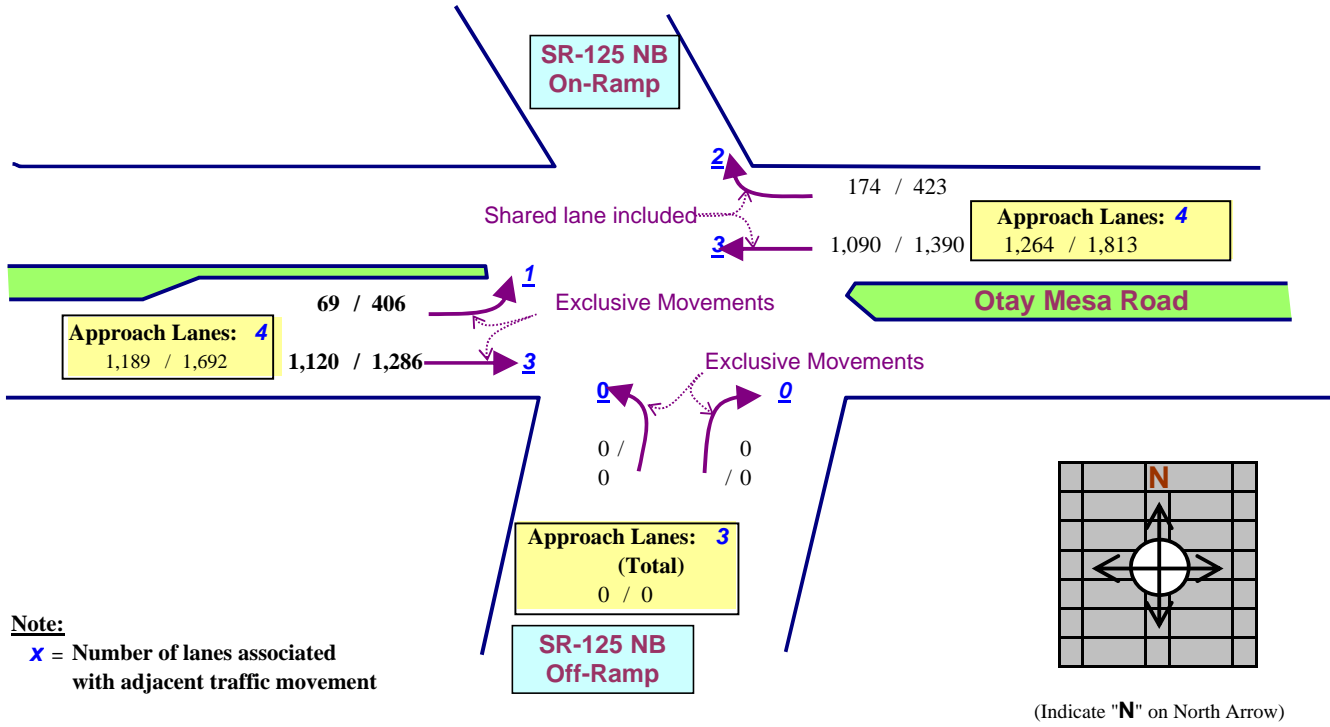 SR-125 NB
On-Ramp
2
174 / 423
Shared lane included
Approach Lanes: 4
3
1,090 / 1,390
1,264 / 1,813
1
69 / 406
Exclusive Movements
Otay Mesa Road
Approach Lanes: 4
1,189 / 1,692
1,120 / 1,286
3
Exclusive Movements
0
0
0 /
0
0
/ 0
N
Approach Lanes: 3
(Total)
0 / 0
Note:
x = Number of lanes associated
with adjacent traffic movement
SR-125 NB
Off-Ramp
(Indicate "N" on North Arrow)